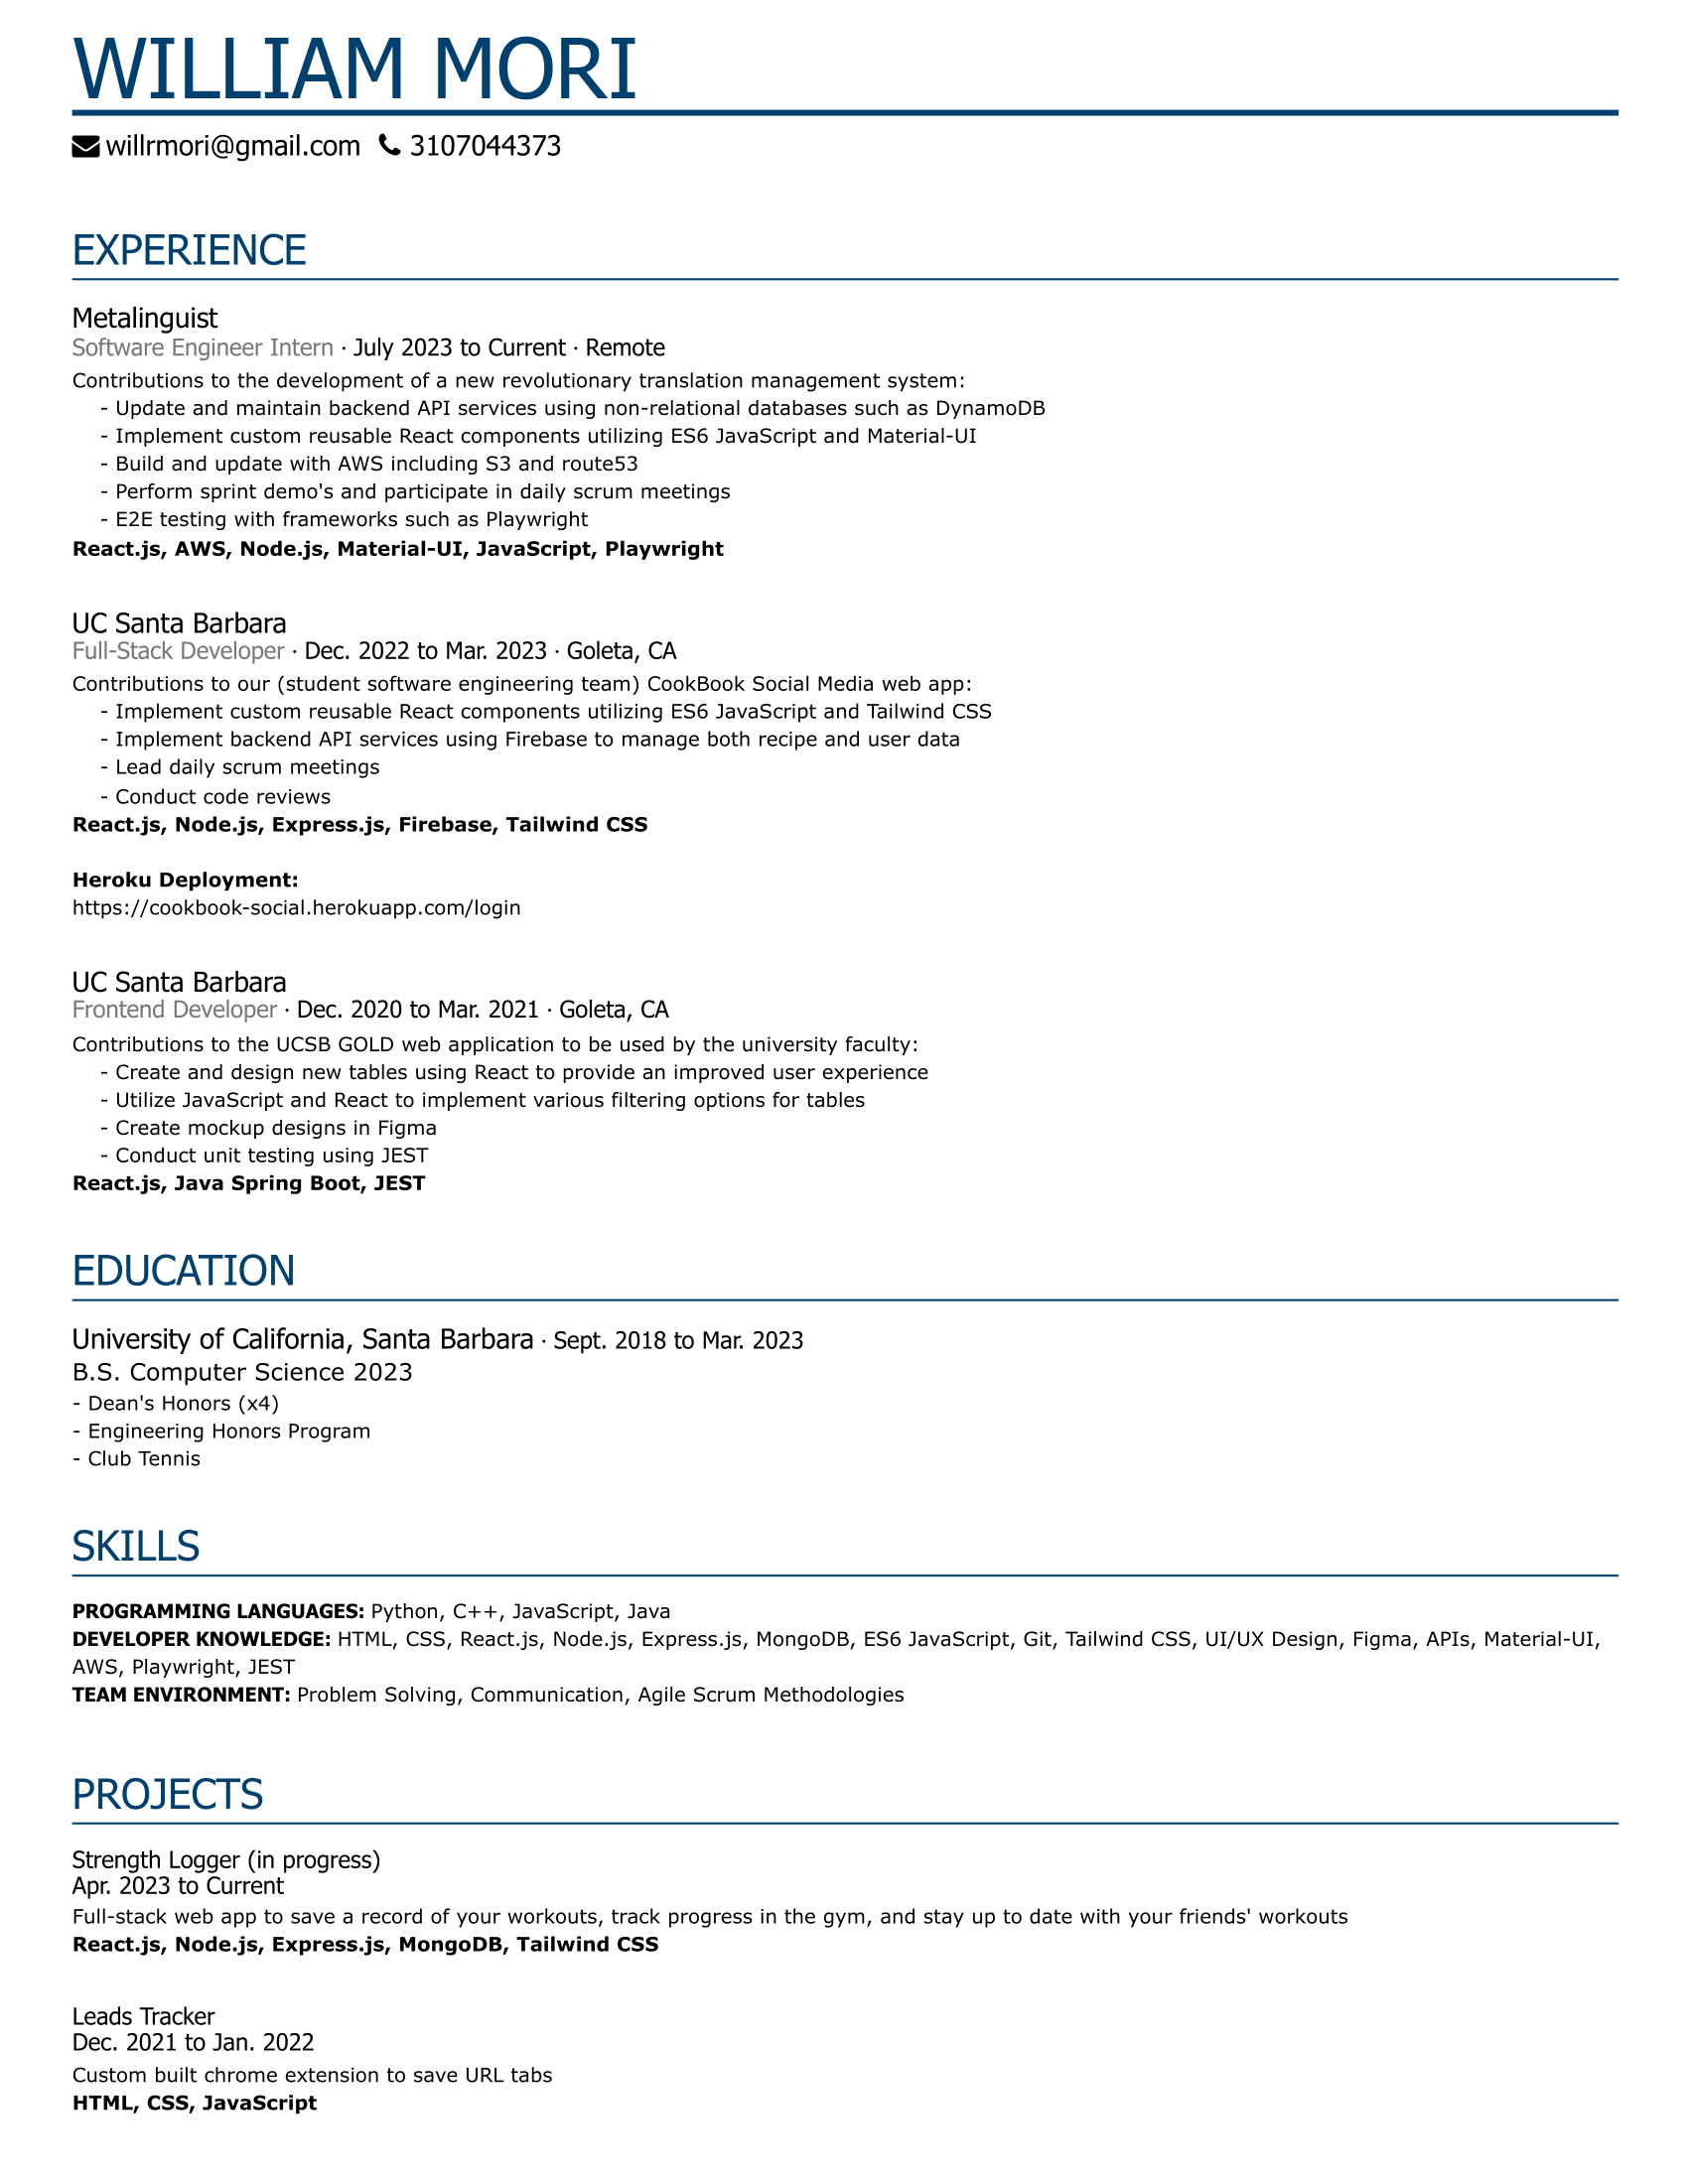 WILLIAM MORI
willrmori@gmail.com 3107044373
EXPERIENCE
Metalinguist
Software Engineer Intern · July 2023 to Current · Remote
Contributions to the development of a new revolutionary translation management system:
- Update and maintain backend API services using non-relational databases such as DynamoDB
- Implement custom reusable React components utilizing ES6 JavaScript and Material-UI
- Build and update with AWS including S3 and route53
- Perform sprint demo's and participate in daily scrum meetings
- E2E testing with frameworks such as Playwright
React.js, AWS, Node.js, Material-UI, JavaScript, Playwright
UC Santa Barbara
Full-Stack Developer · Dec. 2022 to Mar. 2023 · Goleta, CA
Contributions to our (student software engineering team) CookBook Social Media web app:
- Implement custom reusable React components utilizing ES6 JavaScript and Tailwind CSS
- Implement backend API services using Firebase to manage both recipe and user data
- Lead daily scrum meetings
- Conduct code reviews
React.js, Node.js, Express.js, Firebase, Tailwind CSS
Heroku Deployment:
https://cookbook-social.herokuapp.com/login
UC Santa Barbara
Frontend Developer · Dec. 2020 to Mar. 2021 · Goleta, CA
Contributions to the UCSB GOLD web application to be used by the university faculty:
- Create and design new tables using React to provide an improved user experience
- Utilize JavaScript and React to implement various filtering options for tables
- Create mockup designs in Figma
- Conduct unit testing using JEST
React.js, Java Spring Boot, JEST
EDUCATION
University of California, Santa Barbara · Sept. 2018 to Mar. 2023
B.S. Computer Science 2023
- Dean's Honors (x4)
- Engineering Honors Program
- Club Tennis
SKILLS
PROGRAMMING LANGUAGES: Python, C++, JavaScript, Java
DEVELOPER KNOWLEDGE: HTML, CSS, React.js, Node.js, Express.js, MongoDB, ES6 JavaScript, Git, Tailwind CSS, UI/UX Design, Figma, APIs, Material-UI,
AWS, Playwright, JEST
TEAM ENVIRONMENT: Problem Solving, Communication, Agile Scrum Methodologies
PROJECTS
Strength Logger (in progress)
Apr. 2023 to Current
Full-stack web app to save a record of your workouts, track progress in the gym, and stay up to date with your friends' workouts
React.js, Node.js, Express.js, MongoDB, Tailwind CSS
Leads Tracker
Dec. 2021 to Jan. 2022
Custom built chrome extension to save URL tabs
HTML, CSS, JavaScript